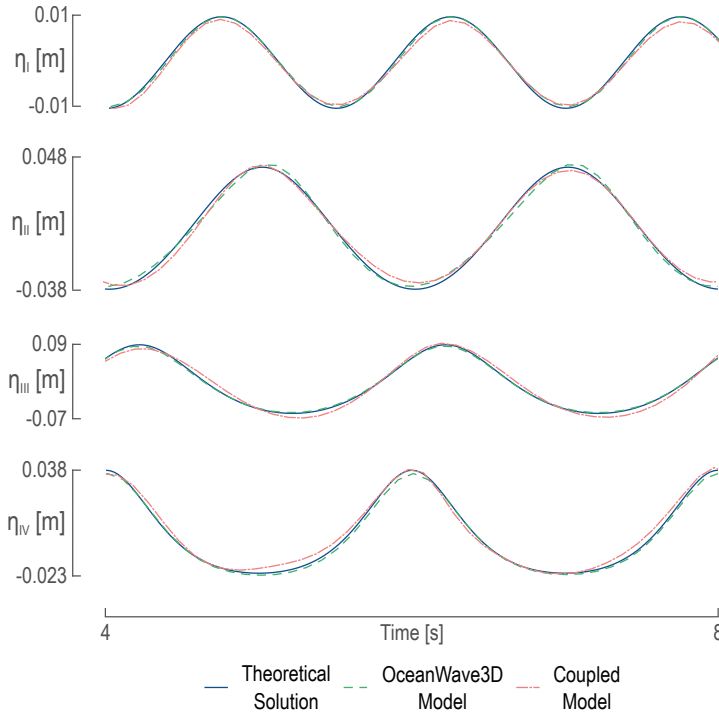 0.01
η_I [m]
-0.01
0.048
η_II [m]
-0.038
0.09
η_III [m]
-0.07
0.038
η_IV [m]
-0.023
4
Time [s]
8
Theoretical
Solution
OceanWave3D
Model
Coupled
Model